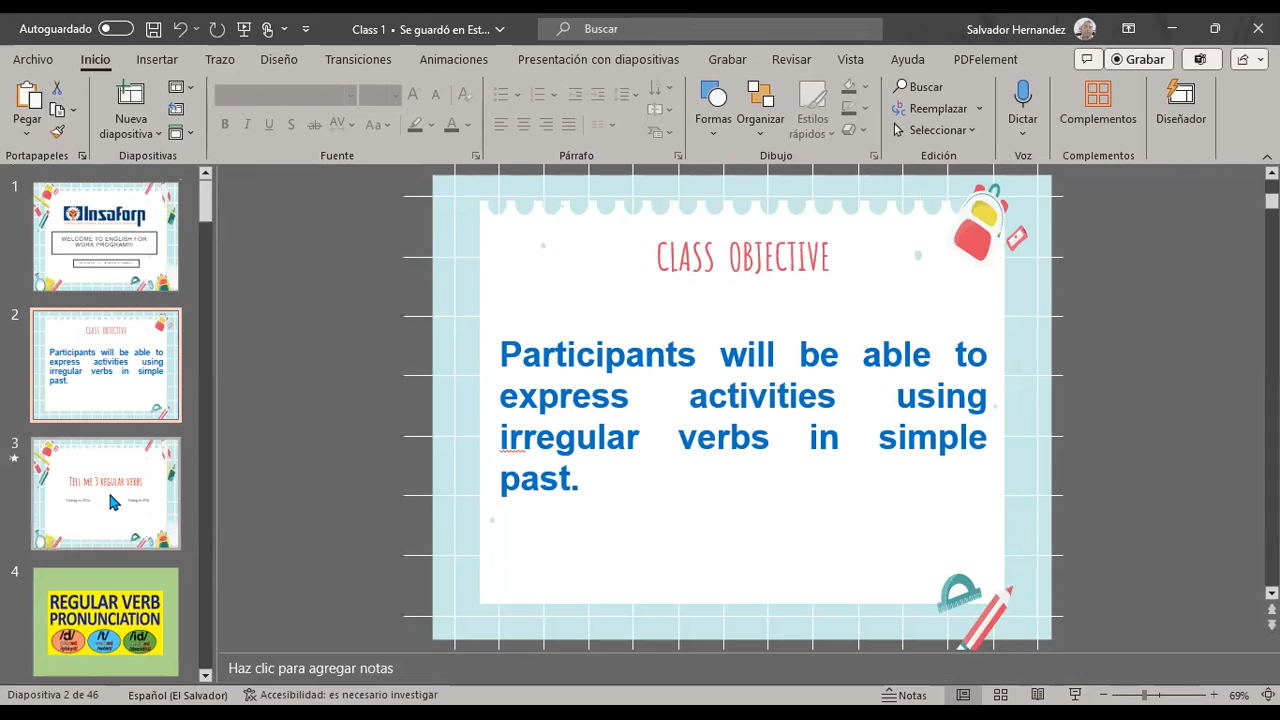 Autoguardado
Class 1 • Se guardó en Est...
Buscar
Salvador Hernandez
Archivo
Inicio
Insertar
Trazo
Diseño
Transiciones
Animaciones
Presentación con diapositivas
Grabar
Revisar
Vista
Ayuda
PDFelement
Grabar
Pegar
Nueva
diapositiva
N
K
S
ab
AV
Aa
A
Formas
Organizar
Estilos
rápidos
Buscar
Reemplazar
Seleccionar
Dictar
Complementos
Diseñador
Portapapeles
Diapositivas
Fuente
Párrafo
Dibujo
Edición
Voz
Complementos
1
Insaforp
WELCOME TO ENGLISH FOR
WORK PROGRAM!!!
2
CLASS OBJECTIVE
Participants will be able to
express activities using
irregular verbs in simple
past.
3
TELL ME 3 REGULAR VERBS
4
REGULAR VERB
PRONUNCIATION
/d/
/t/
/id/
CLASS OBJECTIVE
Participants will be able to
express activities using
irregular verbs in simple
past.
Haz clic para agregar notas
Diapositiva 2 de 46
Español (El Salvador)
Accesibilidad: es necesario investigar
Notas
69%